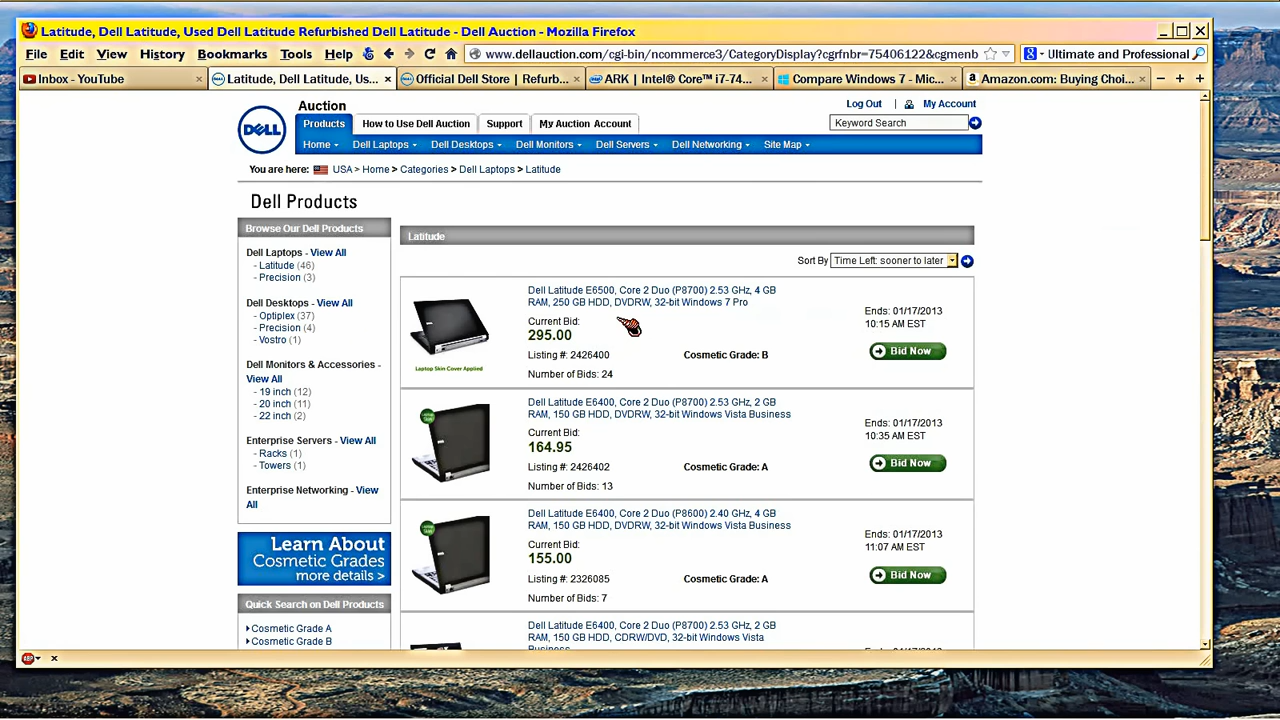 Latitude, Dell Latitude, Used Dell Latitude Refurbished Dell Latitude - Dell Auction - Mozilla Firefox
File Edit View History Bookmarks Tools Help
www.dellauction.com/cgi-bin/ncommerce3/CategoryDisplay?cgrfnbr=75406122&cgmenb
Ultimate and Professional
Inbox - YouTube
Latitude, Dell Latitude, Us...
Official Dell Store | Refurb...
ARK | Intel® Core™ i7-74...
Compare Windows 7 - Mic...
Amazon.com: Buying Choi...
DELL
Auction
Log Out | My Account
Products How to Use Dell Auction Support My Auction Account
Keyword Search
Home Dell Laptops Dell Desktops Dell Monitors Dell Servers Dell Networking Site Map
You are here: USA > Home > Categories > Dell Laptops > Latitude
Dell Products
Browse Our Dell Products
Dell Laptops - View All
- Latitude (46)
- Precision (3)
Dell Desktops - View All
- Optiplex (37)
- Precision (4)
- Vostro (1)
Dell Monitors & Accessories -
View All
- 19 inch (12)
- 20 inch (11)
- 22 inch (2)
Enterprise Servers - View All
- Racks (1)
- Towers (1)
Enterprise Networking - View
All
Learn About
Cosmetic Grades
more details >
Quick Search on Dell Products
Cosmetic Grade A
Cosmetic Grade B
Latitude
Sort By Time Left: sooner to later
Dell Latitude E6500, Core 2 Duo (P8700) 2.53 GHz, 4 GB
RAM, 250 GB HDD, DVDRW, 32-bit Windows 7 Pro
Current Bid:
295.00
Listing #: 2426400
Cosmetic Grade: B
Number of Bids: 24
Laptop Skin Cover Applied
Ends: 01/17/2013
10:15 AM EST
Bid Now
Dell Latitude E6400, Core 2 Duo (P8700) 2.53 GHz, 2 GB
RAM, 150 GB HDD, DVDRW, 32-bit Windows Vista Business
Current Bid:
164.95
Listing #: 2426402
Cosmetic Grade: A
Number of Bids: 13
Ends: 01/17/2013
10:35 AM EST
Bid Now
Dell Latitude E6400, Core 2 Duo (P8600) 2.40 GHz, 4 GB
RAM, 150 GB HDD, DVDRW, 32-bit Windows Vista Business
Current Bid:
155.00
Listing #: 2326085
Cosmetic Grade: A
Number of Bids: 7
Ends: 01/17/2013
11:07 AM EST
Bid Now
Dell Latitude E6400, Core 2 Duo (P8700) 2.53 GHz, 2 GB
RAM, 150 GB HDD, CDRW/DVD, 32-bit Windows Vista
Business
ABP